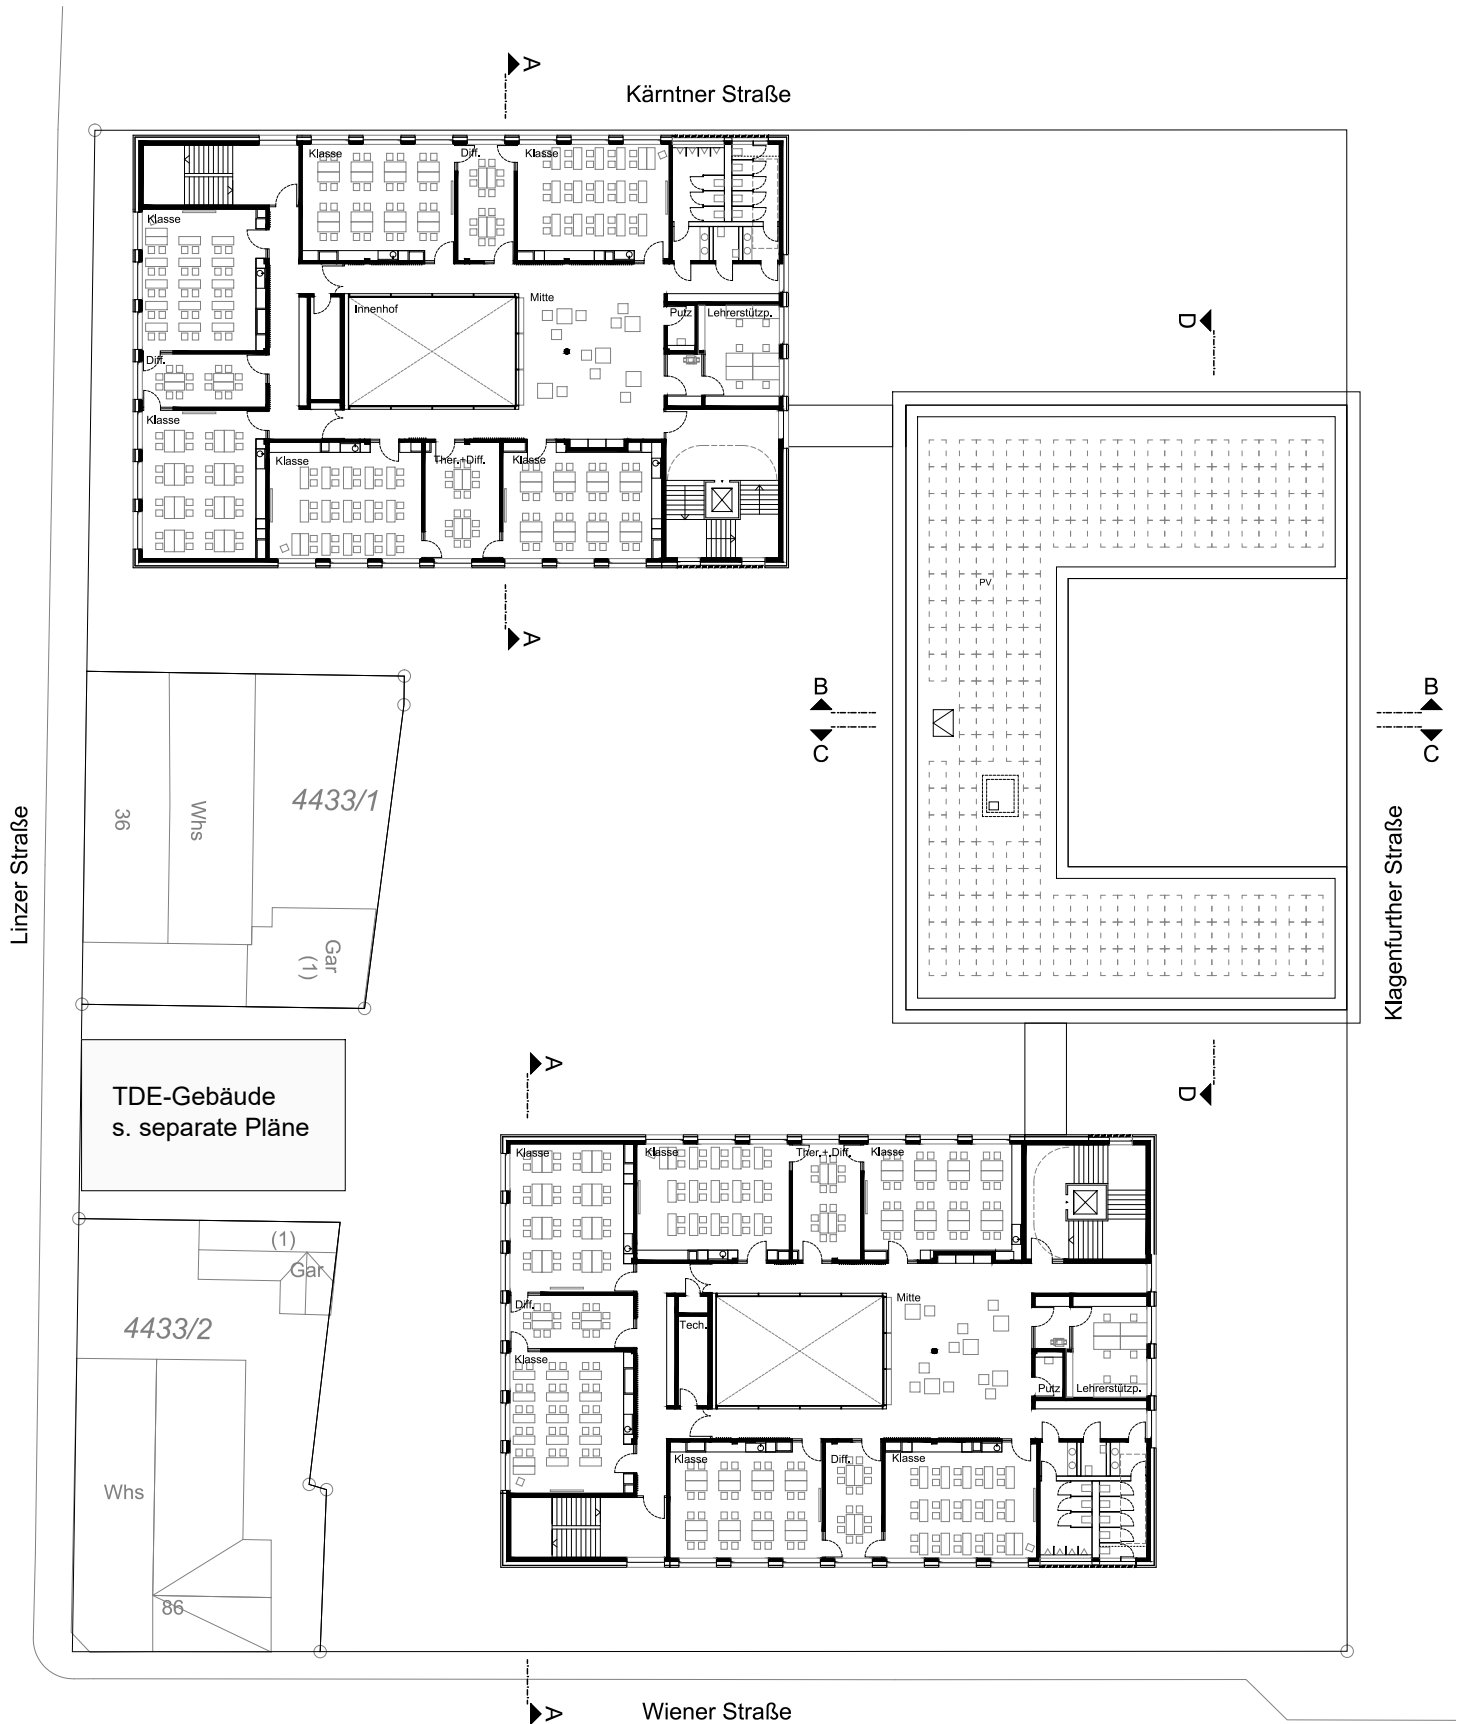 A
Kärntner Straße
Klasse
Diff.
Klasse
Klasse
Innenhof
Mitte
Putz
Lehrerstützp.
D
Diff.
Klasse
Klasse
Ther.+Diff.
Klasse
PV
A
B
B
C
C
36
Whs
4433/1
Linzer Straße
Klagenfurther Straße
Gar
(1)
TDE-Gebäude
s. separate Pläne
A
D
Klasse
Klasse
Ther.+Diff.
Klasse
(1)
Gar
4433/2
Diff.
Tech.
Mitte
Klasse
Putz
Lehrerstützp.
Klasse
Diff.
Klasse
Whs
86
A
Wiener Straße